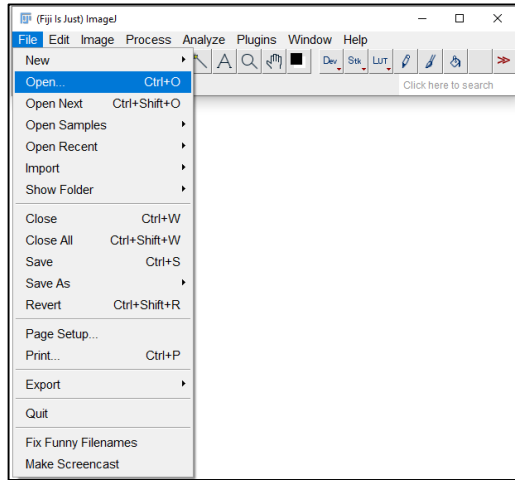 (Fiji Is Just) ImageJ
File Edit Image Process Analyze Plugins Window Help
Dev Stk LUT
Click here to search
New
Open... Ctrl+O
Open Next Ctrl+Shift+O
Open Samples
Open Recent
Import
Show Folder
Close Ctrl+W
Close All Ctrl+Shift+W
Save Ctrl+S
Save As
Revert Ctrl+Shift+R
Page Setup...
Print... Ctrl+P
Export
Quit
Fix Funny Filenames
Make Screencast